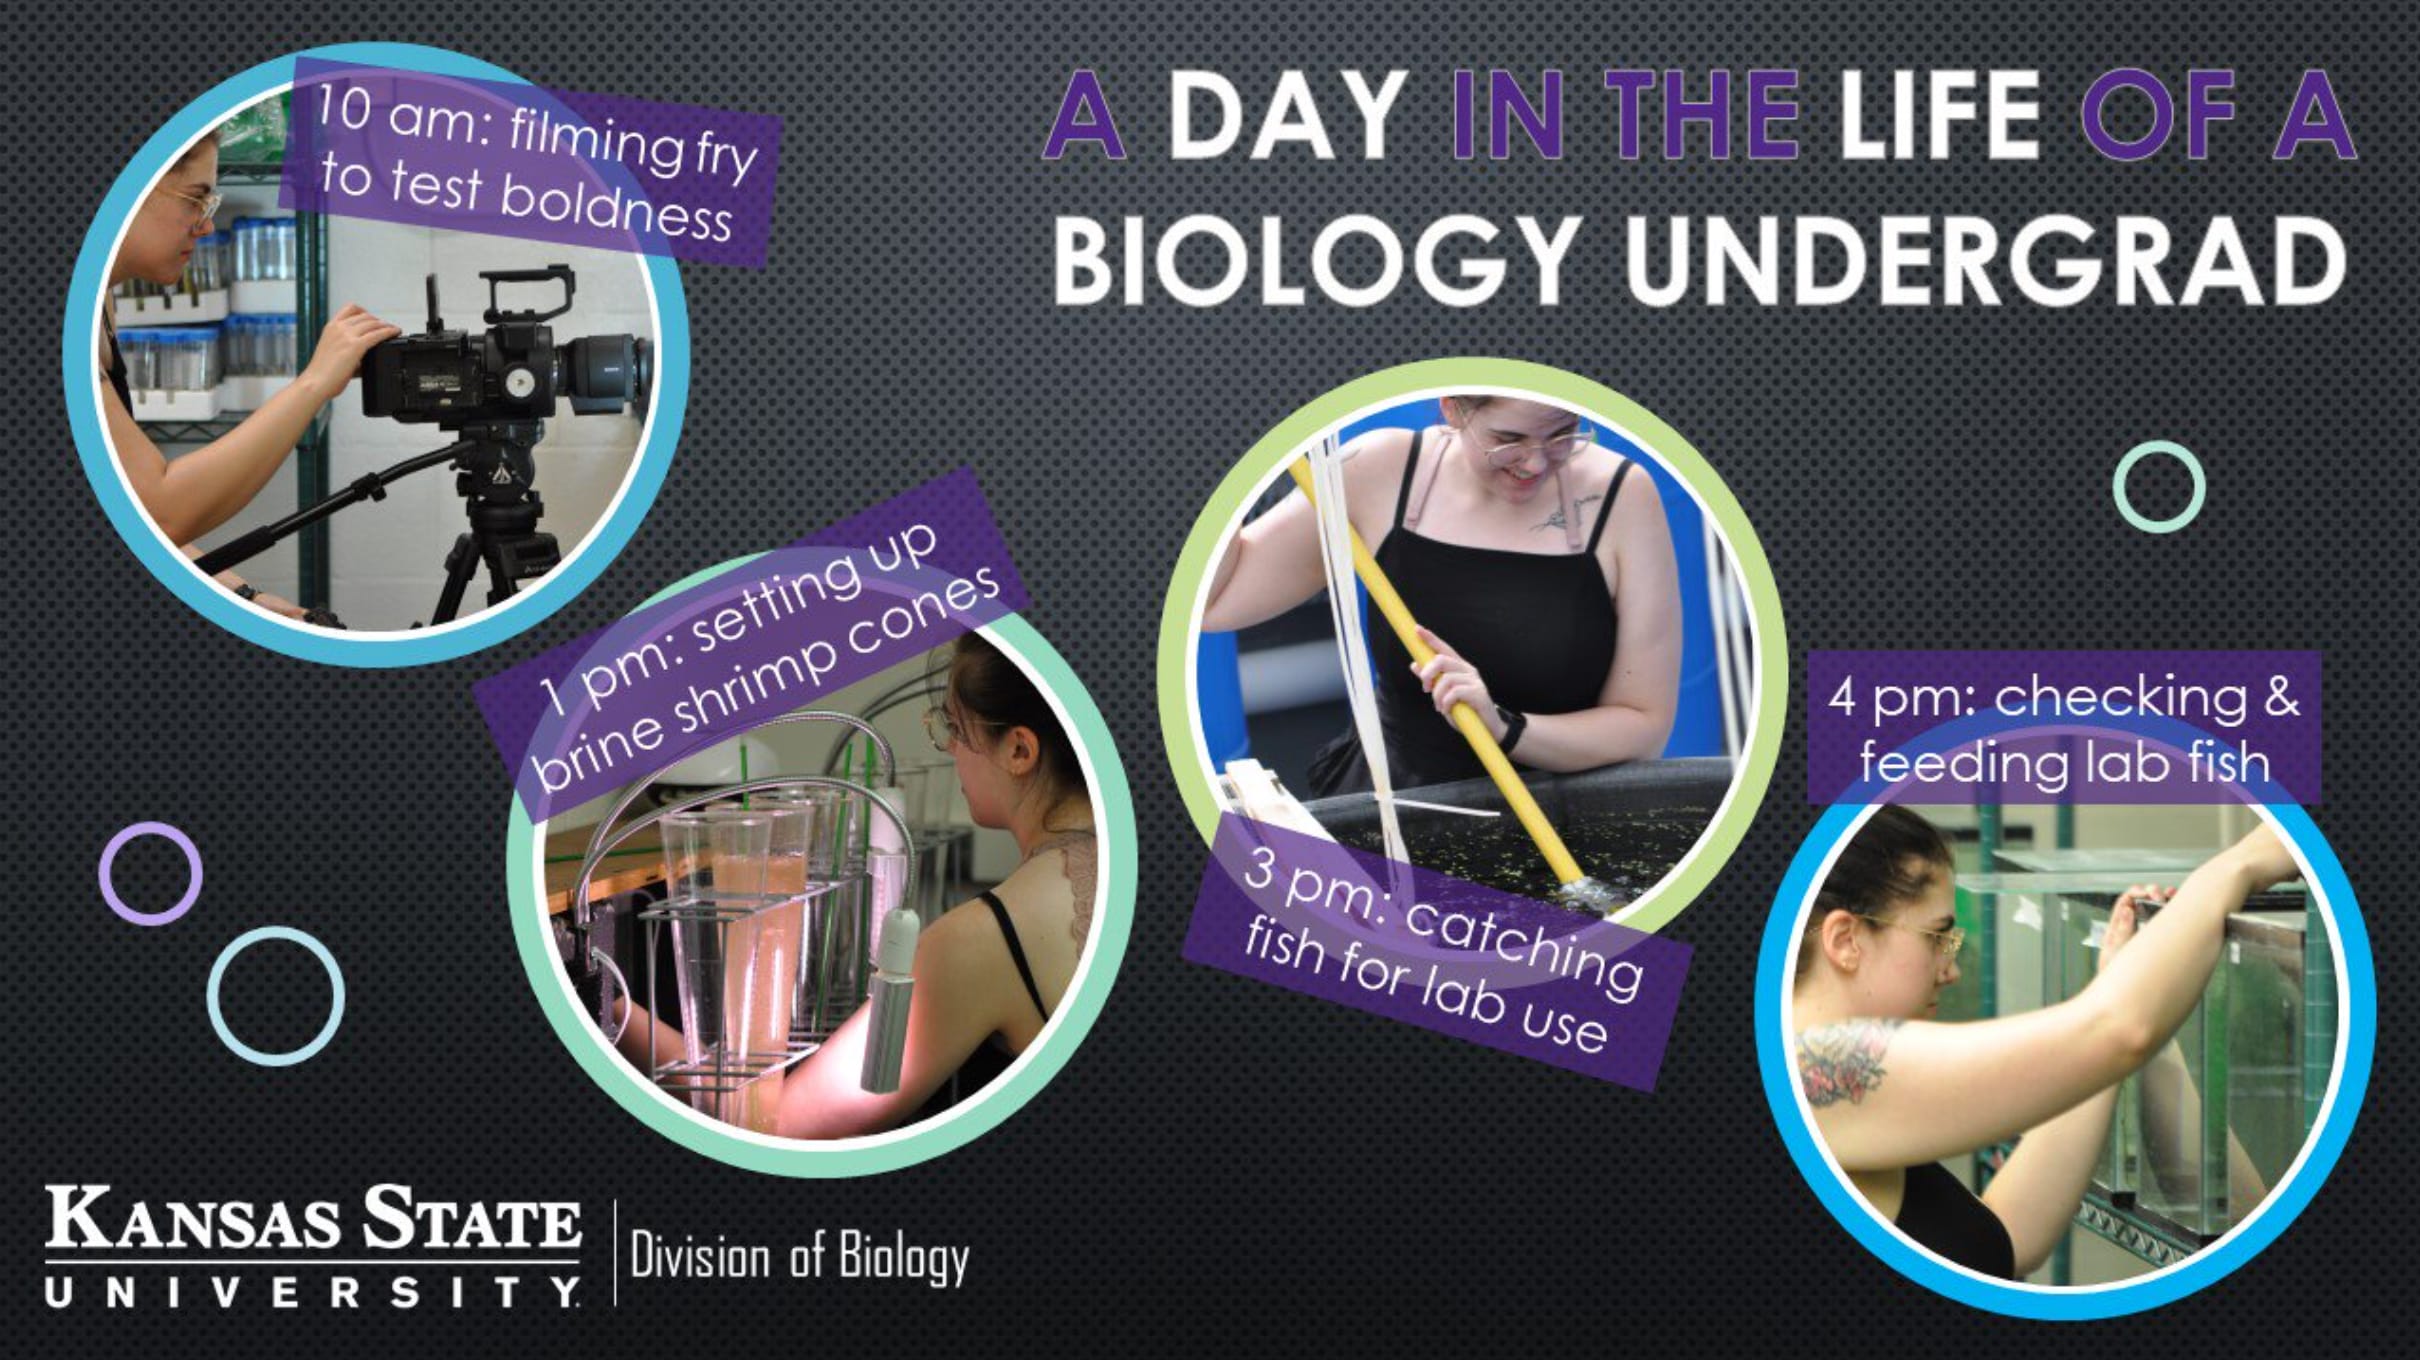 A DAY IN THE LIFE OF A
BIOLOGY UNDERGRAD
10 am: filming fry
to test boldness
1 pm: setting up
brine shrimp cones
3 pm: catching
fish for lab use
4 pm: checking &
feeding lab fish
KANSAS STATE
UNIVERSITY.
Division of Biology